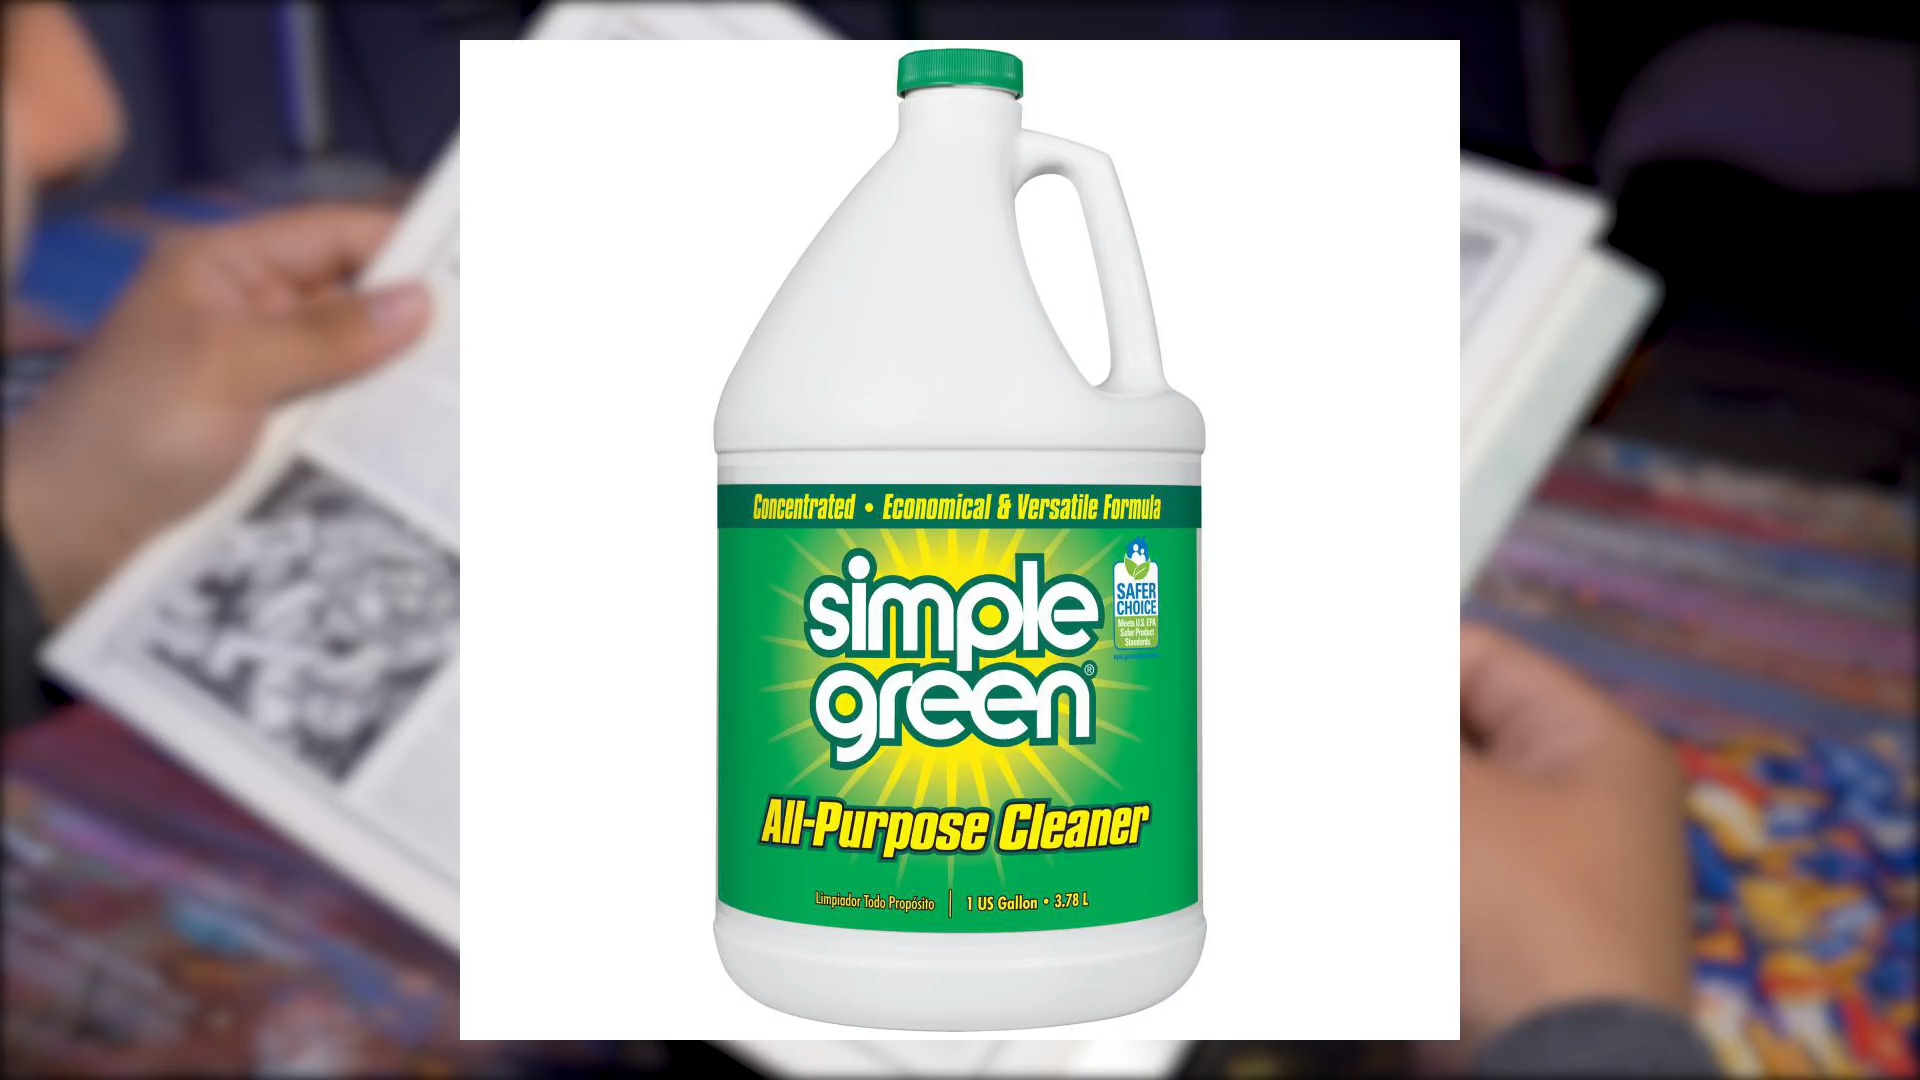 Concentrated • Economical & Versatile Formula
simple
green®
SAFER
CHOICE
Meets U.S. EPA
Safer Product
Standards
All-Purpose Cleaner
Limpiador Todo Propósito | 1 US Gallon • 3.78 L